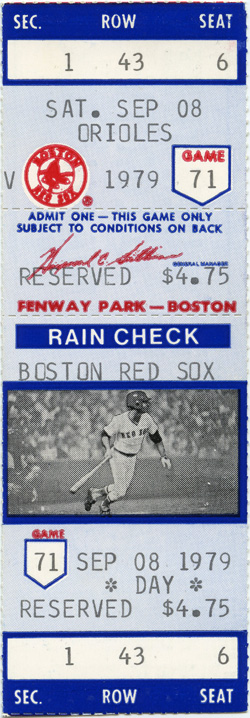 SEC. ROW SEAT
1 43 6
SAT. SEP 08
ORIOLES
V BOSTON RED SOX ® 1979 GAME 71
ADMIT ONE — THIS GAME ONLY
SUBJECT TO CONDITIONS ON BACK
GENERAL MANAGER
RESERVED $4.75
FENWAY PARK — BOSTON
RAIN CHECK
BOSTON RED SOX
GAME
71 SEP 08 1979
* DAY *
RESERVED $4.75
1 43 6
SEC. ROW SEAT